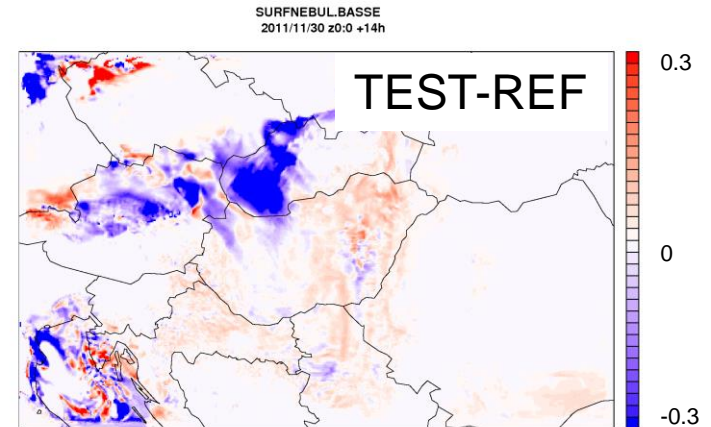 SURFNEBUL.BASSE
2011/11/30 z0:0 +14h
TEST-REF
0.3
0
-0.3